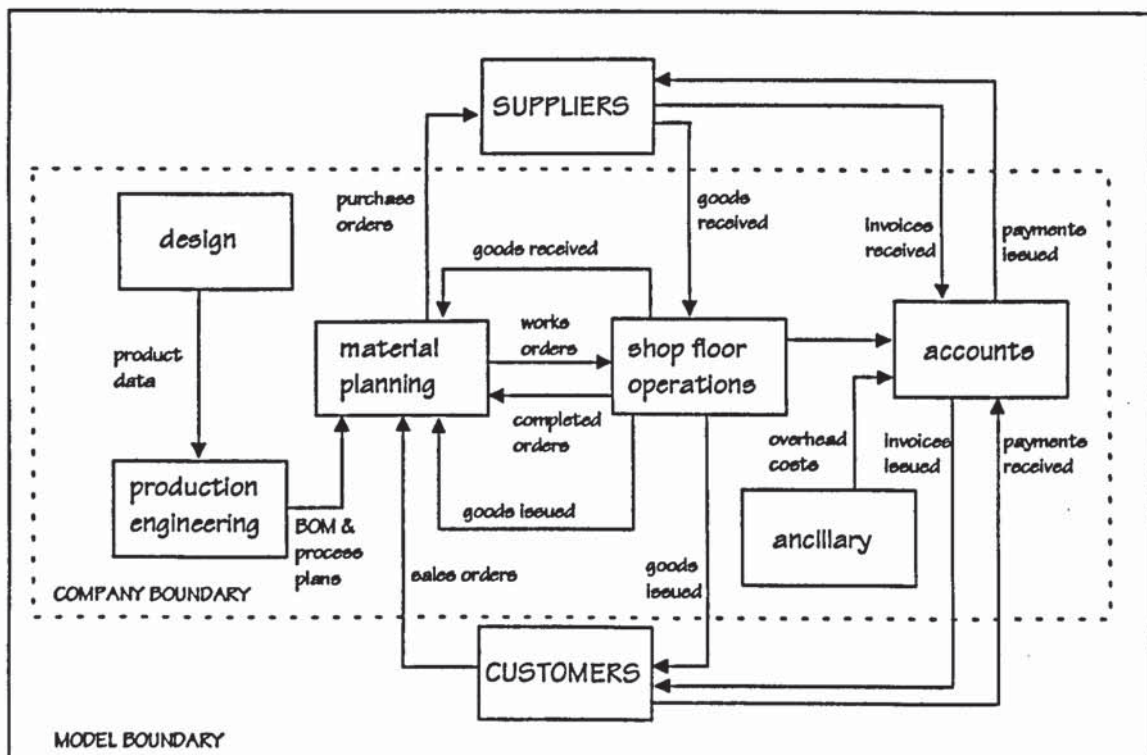 SUPPLIERS
purchase
orders
goods
received
invoices
received
payments
issued
design
goods received
product
data
material
planning
works
orders
shop floor
operations
accounts
completed
orders
overhead
costs
invoices
issued
payments
received
production
engineering
BOM &
process
plans
goods issued
ancillary
sales orders
goods
issued
COMPANY BOUNDARY
CUSTOMERS
MODEL BOUNDARY